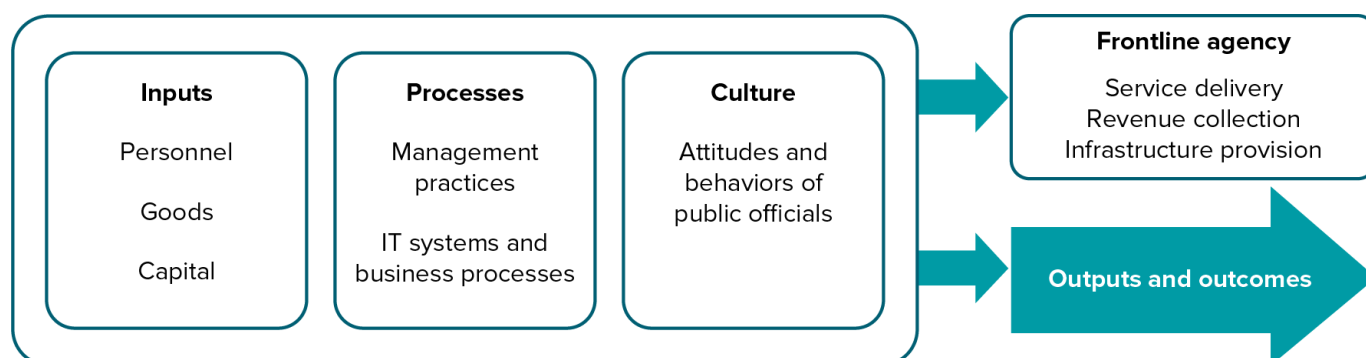 Inputs
Personnel
Goods
Capital
Processes
Management
practices
IT systems and
business processes
Culture
Attitudes and
behaviors of
public officials
Frontline agency
Service delivery
Revenue collection
Infrastructure provision
Outputs and outcomes